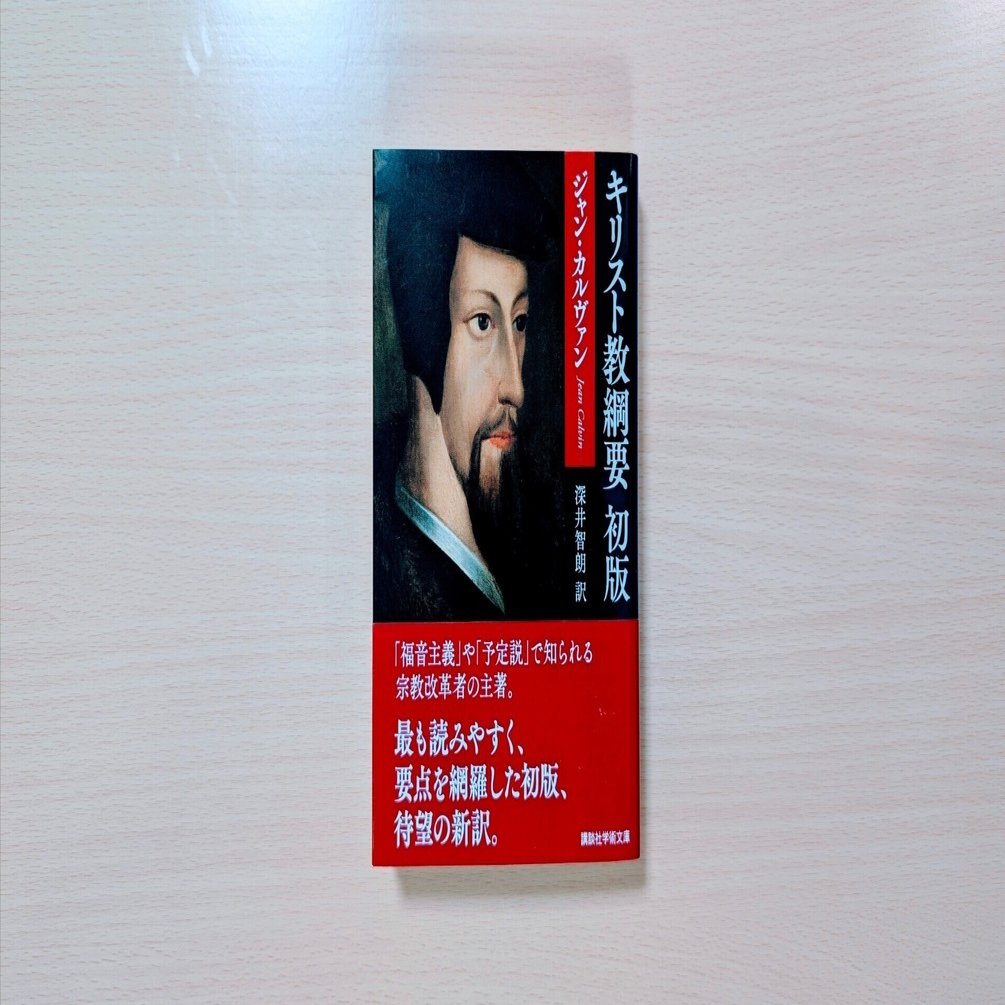 キリスト教綱要 初版
ジャン・カルヴァン Jean Calvin
深井智朗 訳
「福音主義」や「予定説」で知られる
宗教改革者の主著。
最も読みやすく、
要点を網羅した初版、
待望の新訳。
講談社学術文庫